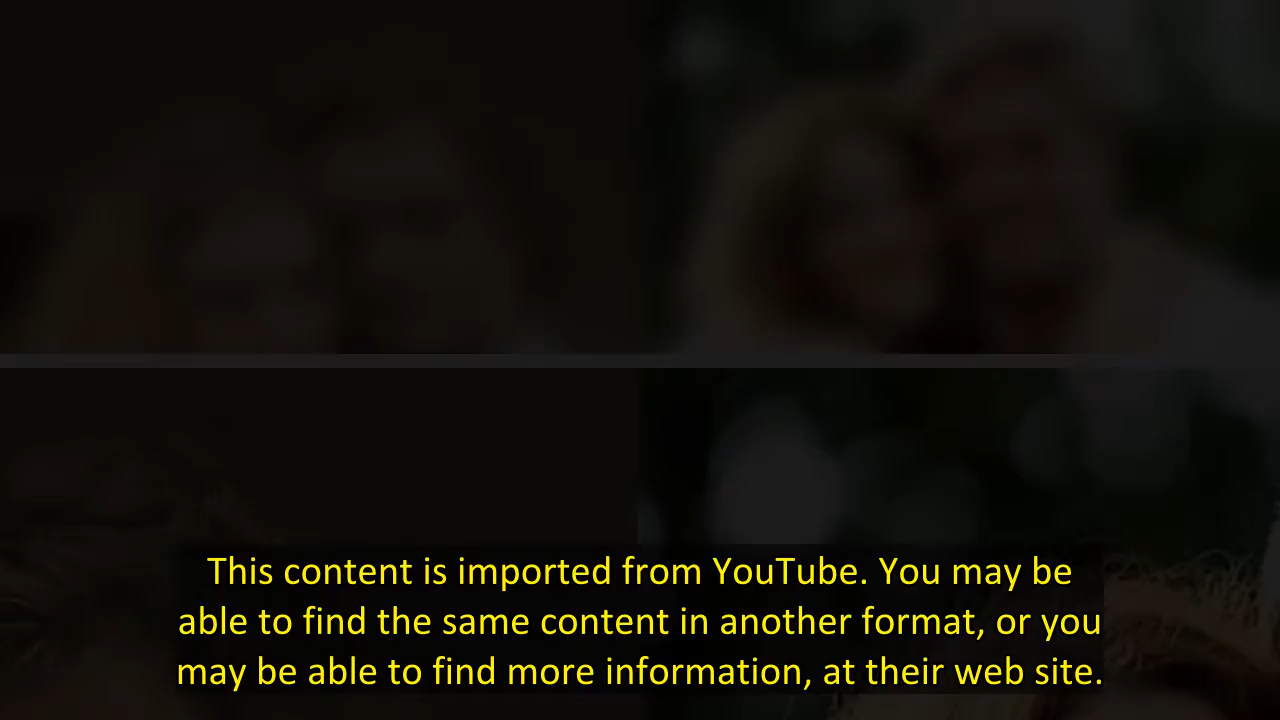 This content is imported from YouTube. You may be
able to find the same content in another format, or you
may be able to find more information, at their web site.